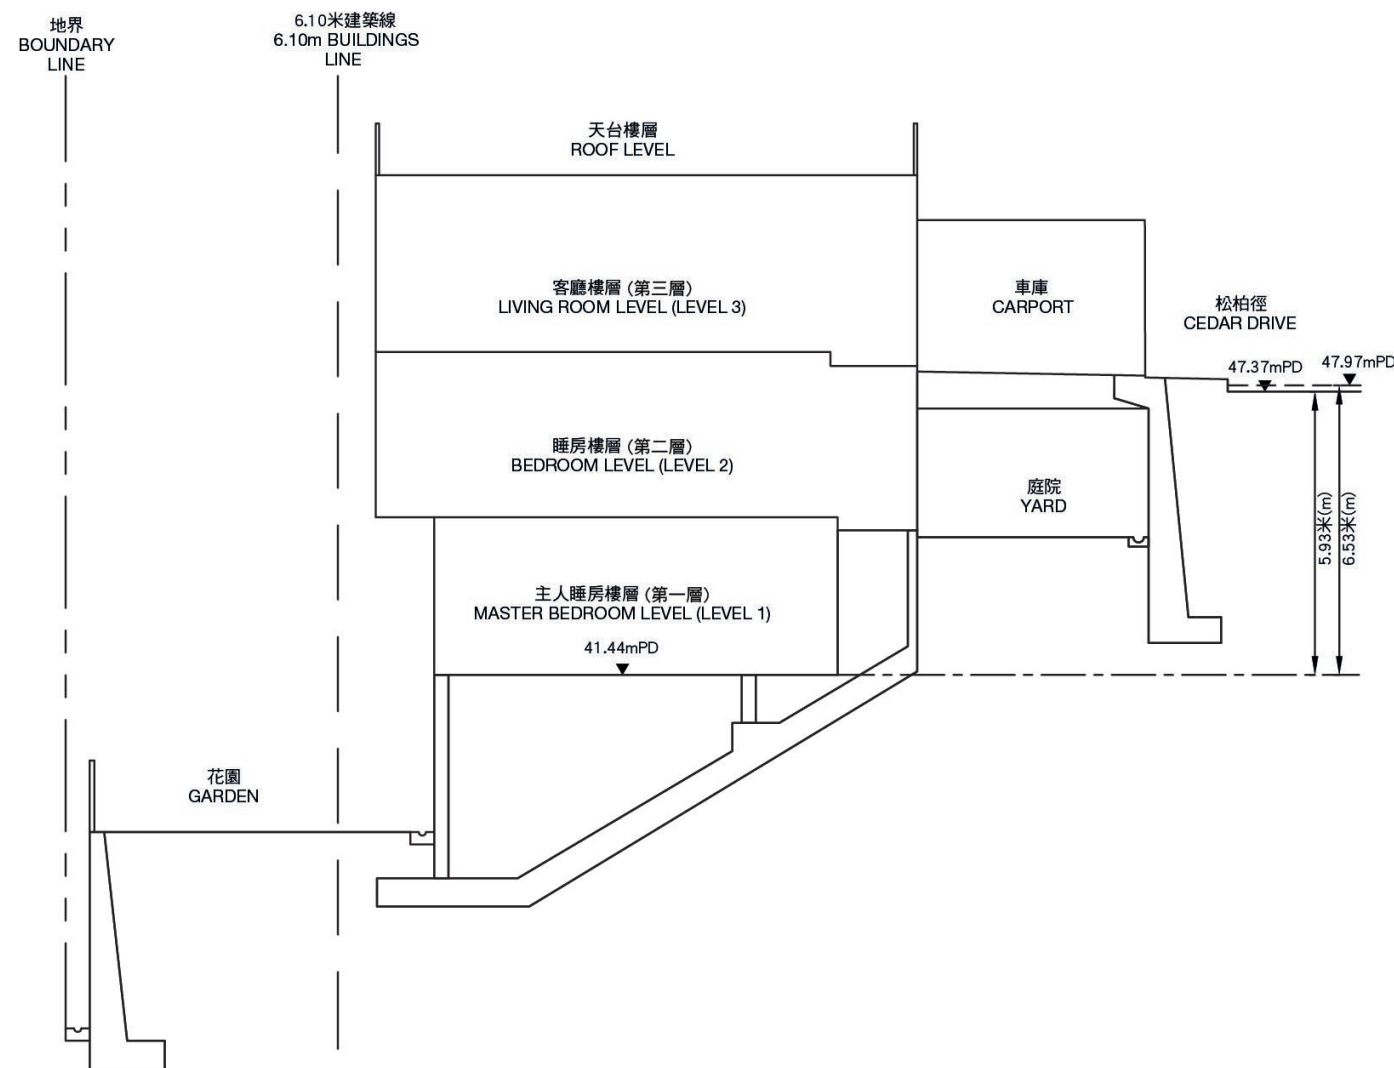 地界
BOUNDARY
LINE
6.10米建築線
6.10m BUILDINGS
LINE
天台樓層
ROOF LEVEL
客廳樓層 (第三層)
LIVING ROOM LEVEL (LEVEL 3)
車庫
CARPORT
松柏徑
CEDAR DRIVE
47.37mPD
47.97mPD
睡房樓層 (第二層)
BEDROOM LEVEL (LEVEL 2)
庭院
YARD
5.93米(m)
6.53米(m)
主人睡房樓層 (第一層)
MASTER BEDROOM LEVEL (LEVEL 1)
41.44mPD
花園
GARDEN